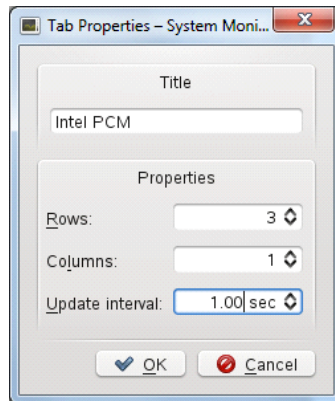 Tab Properties – System Moni...
Title
Intel PCM
Properties
Rows: 3
Columns: 1
Update interval: 1.00 sec
OK Cancel